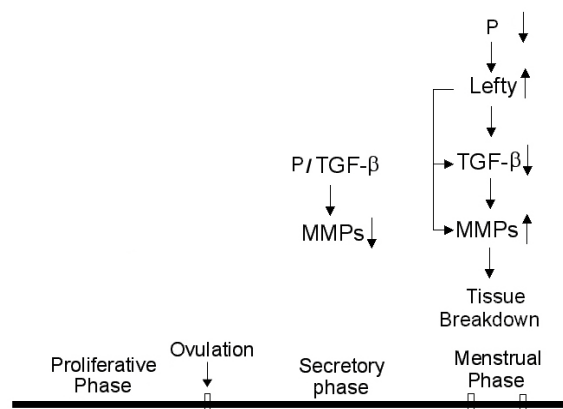 P ↓
Lefty ↑
P / TGF-β
TGF-β ↓
MMPs ↓
MMPs ↑
Tissue
Breakdown
Proliferative
Phase
Ovulation
Secretory
phase
Menstrual
Phase